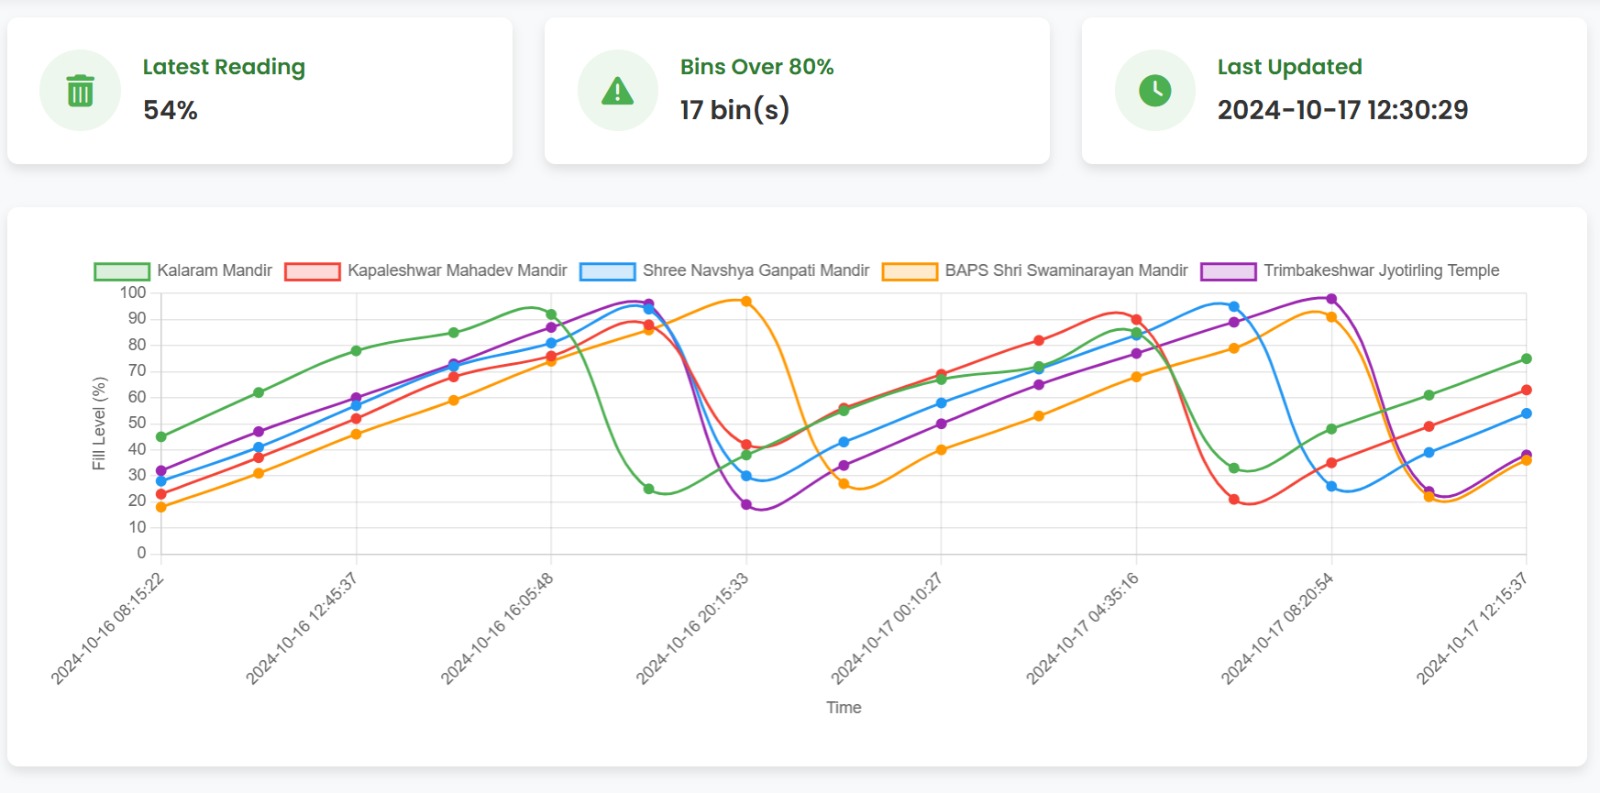 Latest Reading
54%
Bins Over 80%
17 bin(s)
Last Updated
2024-10-17 12:30:29
Kalaram Mandir
Kapaleshwar Mahadev Mandir
Shree Navshya Ganpati Mandir
BAPS Shri Swaminarayan Mandir
Trimbakeshwar Jyotirling Temple
100
90
80
70
60
50
40
30
20
10
0
Fill Level (%)
2024-10-16 08:15:22
2024-10-16 12:45:37
2024-10-16 16:05:48
2024-10-16 20:15:33
2024-10-17 00:10:27
2024-10-17 04:35:16
2024-10-17 08:20:54
2024-10-17 12:15:37
Time